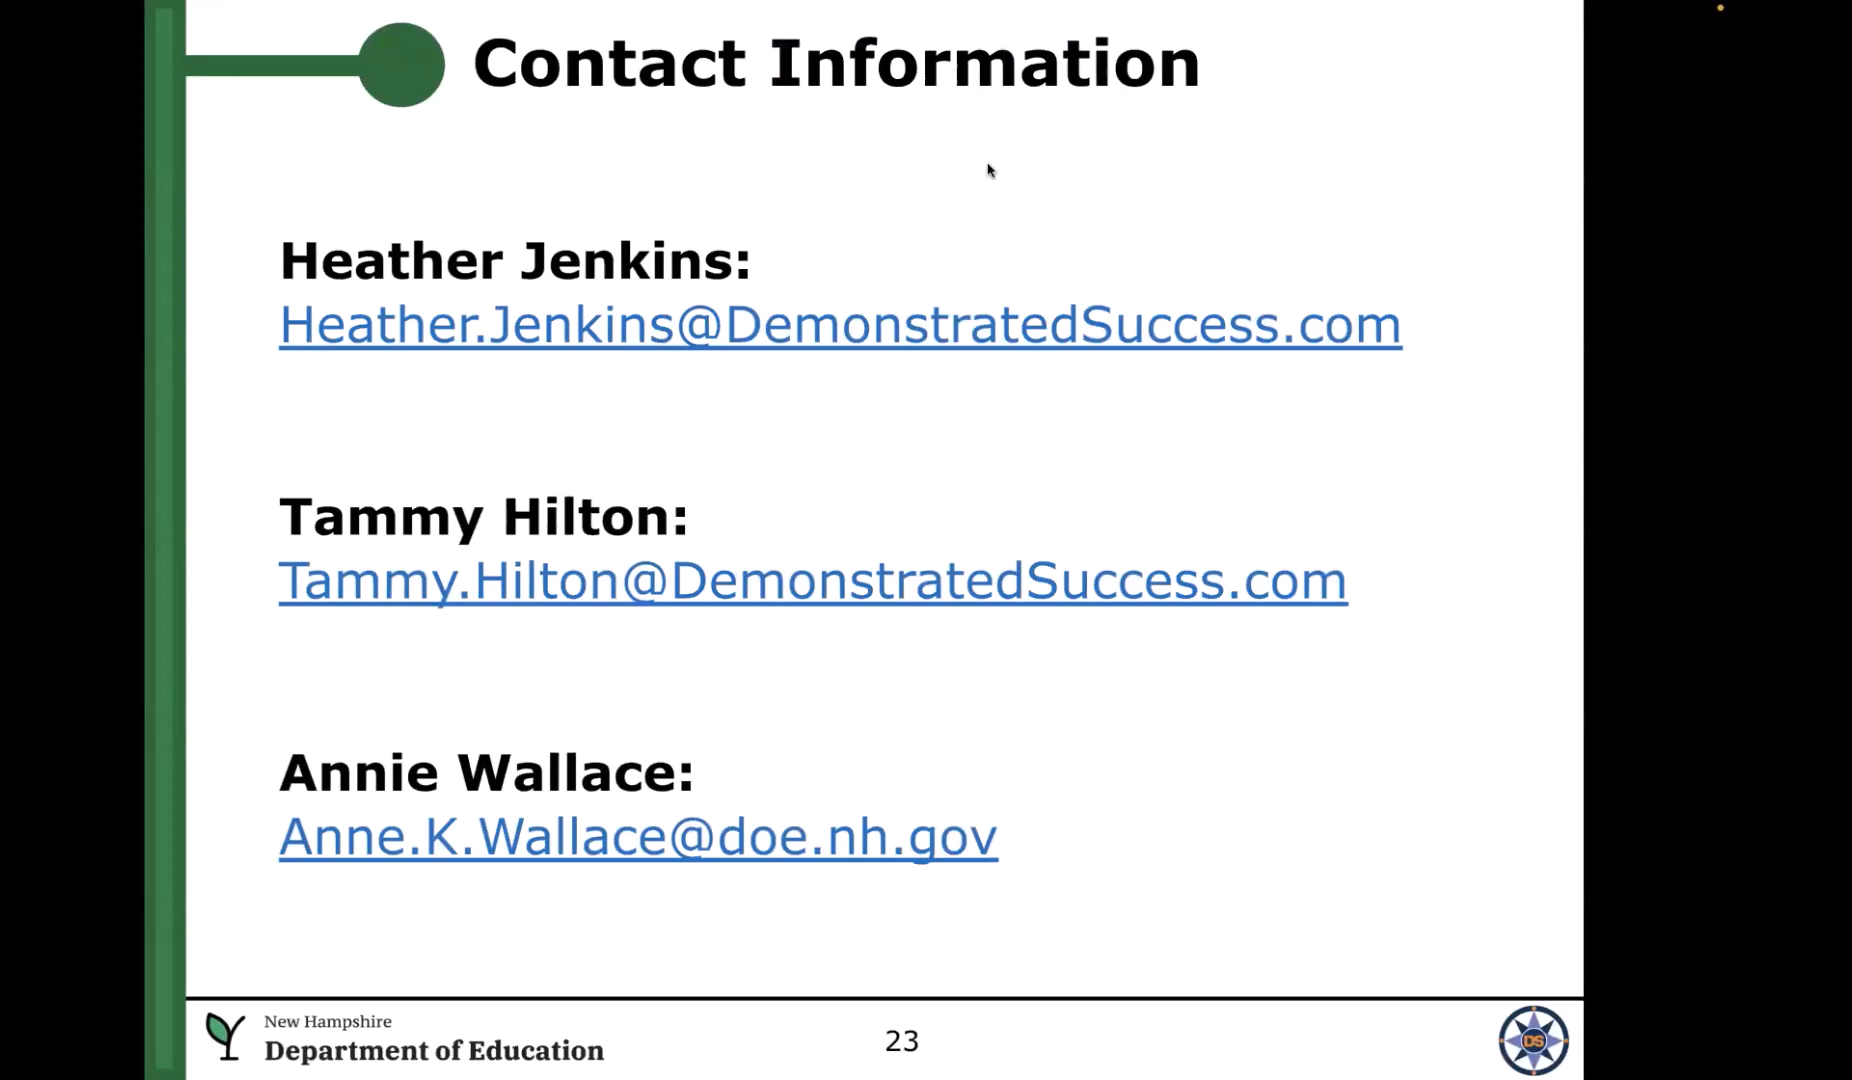 Contact Information
Heather Jenkins:
Heather.Jenkins@DemonstratedSuccess.com
Tammy Hilton:
Tammy.Hilton@DemonstratedSuccess.com
Annie Wallace:
Anne.K.Wallace@doe.nh.gov
New Hampshire
Department of Education
23
DS